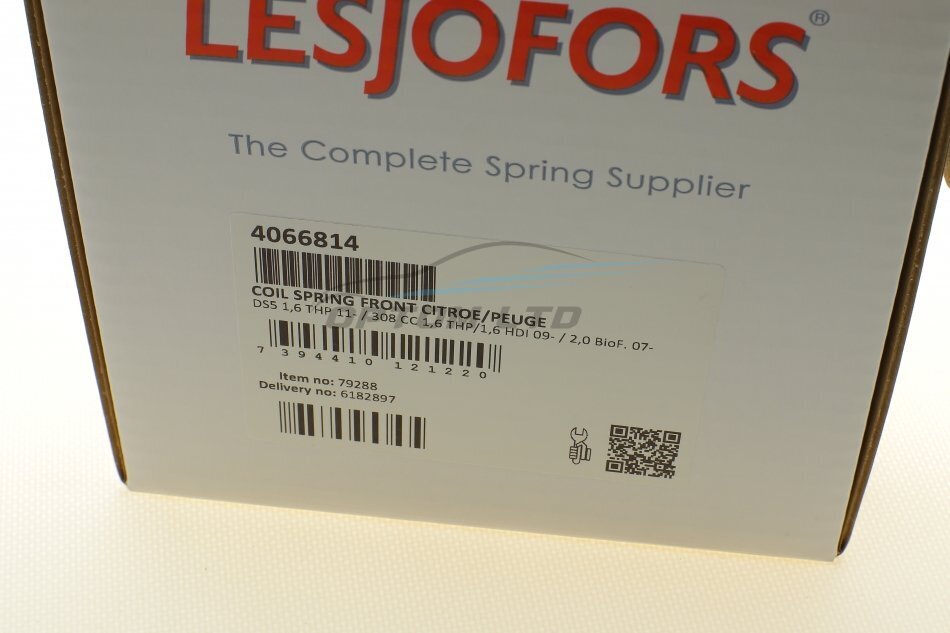 LESJOFORS®
The Complete Spring Supplier
4066814
COIL SPRING FRONT CITROE/PEUGE
DS5 1,6 THP 11- / 308 CC 1,6 THP/1,6 HDI 09- / 2,0 BioF. 07-
OPTOM LTD
7 394410 121220
Item no: 79288
Delivery no: 6182897